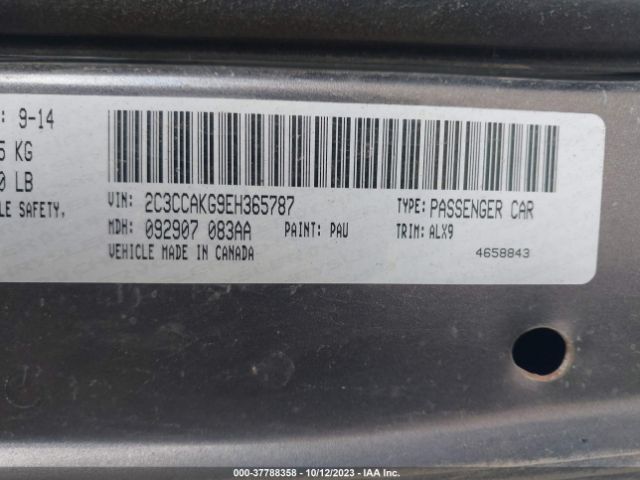 : 9-14
5 KG
0 LB
LE SAFETY,
VIN: 2C3CCAKG9EH365787 TYPE: PASSENGER CAR
MDH: 092907 083AA PAINT: PAU TRIM: ALX9
VEHICLE MADE IN CANADA 4658843
000-37788358 - 10/12/2023 - IAA Inc.